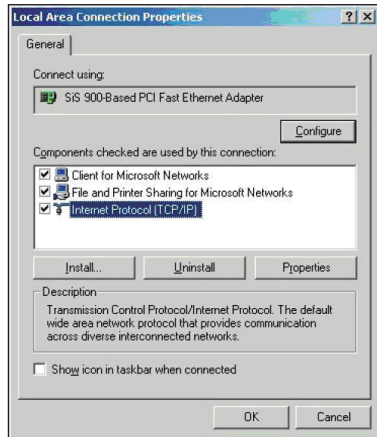 Local Area Connection Properties
General
Connect using:
SiS 900-Based PCI Fast Ethernet Adapter
Configure
Components checked are used by this connection:
Client for Microsoft Networks
File and Printer Sharing for Microsoft Networks
Internet Protocol (TCP/IP)
Install... Uninstall Properties
Description
Transmission Control Protocol/Internet Protocol. The default
wide area network protocol that provides communication
across diverse interconnected networks.
Show icon in taskbar when connected
OK Cancel